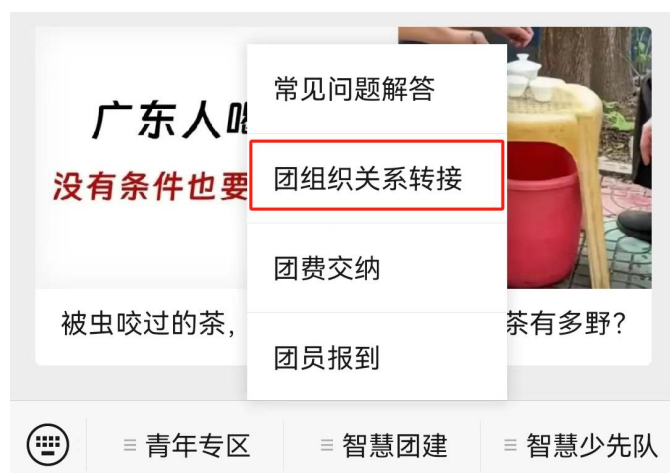 广东人喝
没有条件也要
常见问题解答
团组织关系转接
团费交纳
团员报到
被虫咬过的茶，
茶有多野？
青年专区
智慧团建
智慧少先队